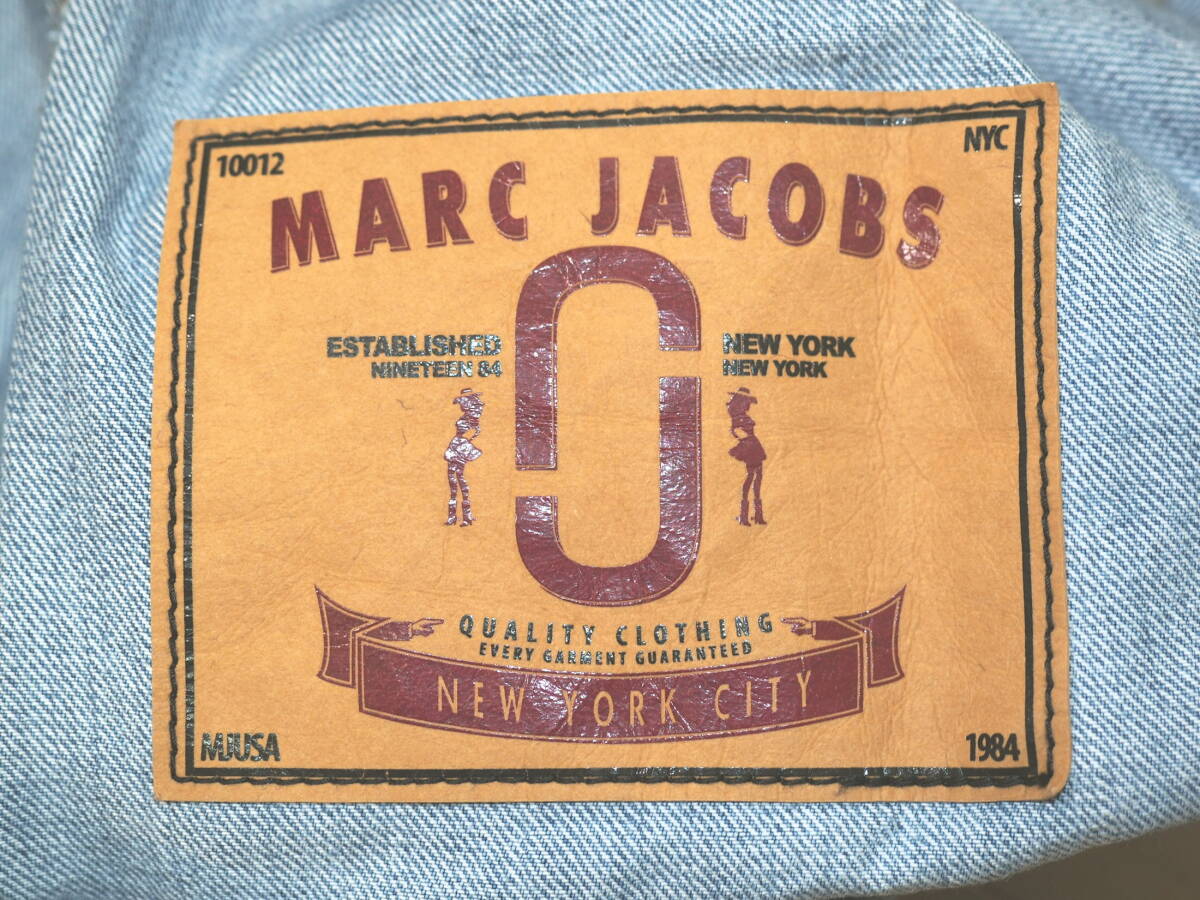 10012
NYC
MARC JACOBS
ESTABLISHED
NINETEEN 84
NEW YORK
NEW YORK
QUALITY CLOTHING
EVERY GARMENT GUARANTEED
NEW YORK CITY
MJUSA
1984